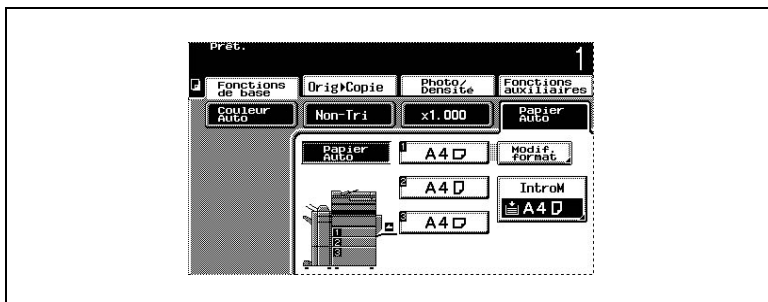 Prêt.
1
Fonctions
de base
Orig▸Copie
Photo/
Densité
Fonctions
auxiliaires
Couleur
Auto
Non-Tri
x1.000
Papier
Auto
Papier
Auto
1 A4
Modif.
format
2 A4
IntroM
A4
3 A4
1
2
3